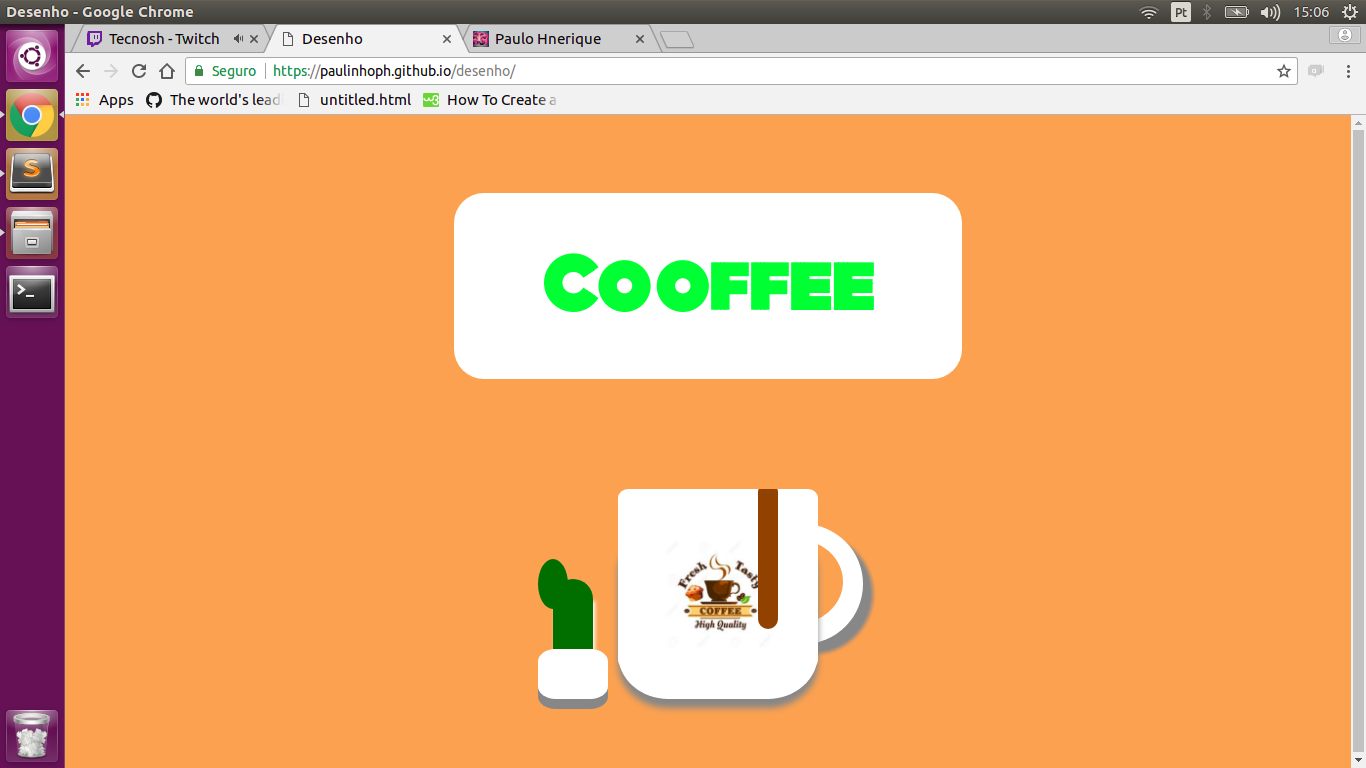 Desenho - Google Chrome
Pt
15:06
Tecnosh - Twitch
Desenho
Paulo Hnerique
Seguro
https://paulinhoph.github.io/desenho/
Apps
The world's lead
untitled.html
How To Create a
COOFFEE
Fresh Tasty
COFFEE
High Quality